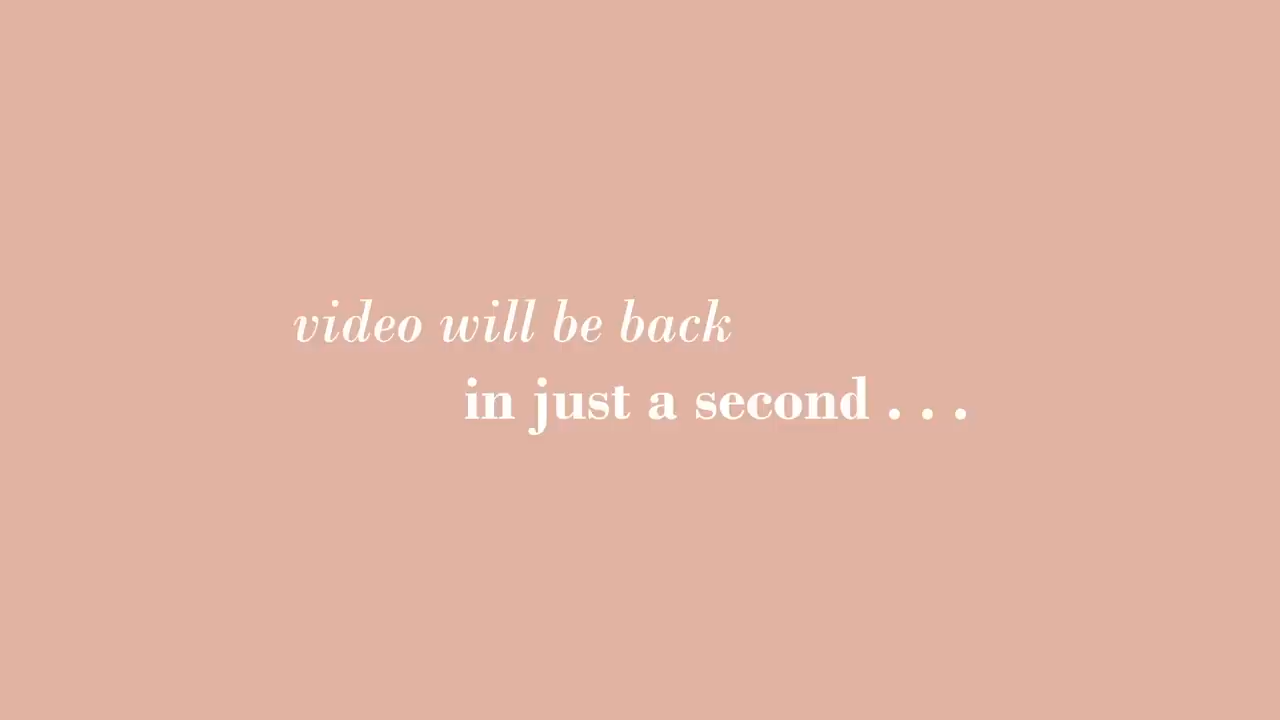 video will be back
in just a second . . .